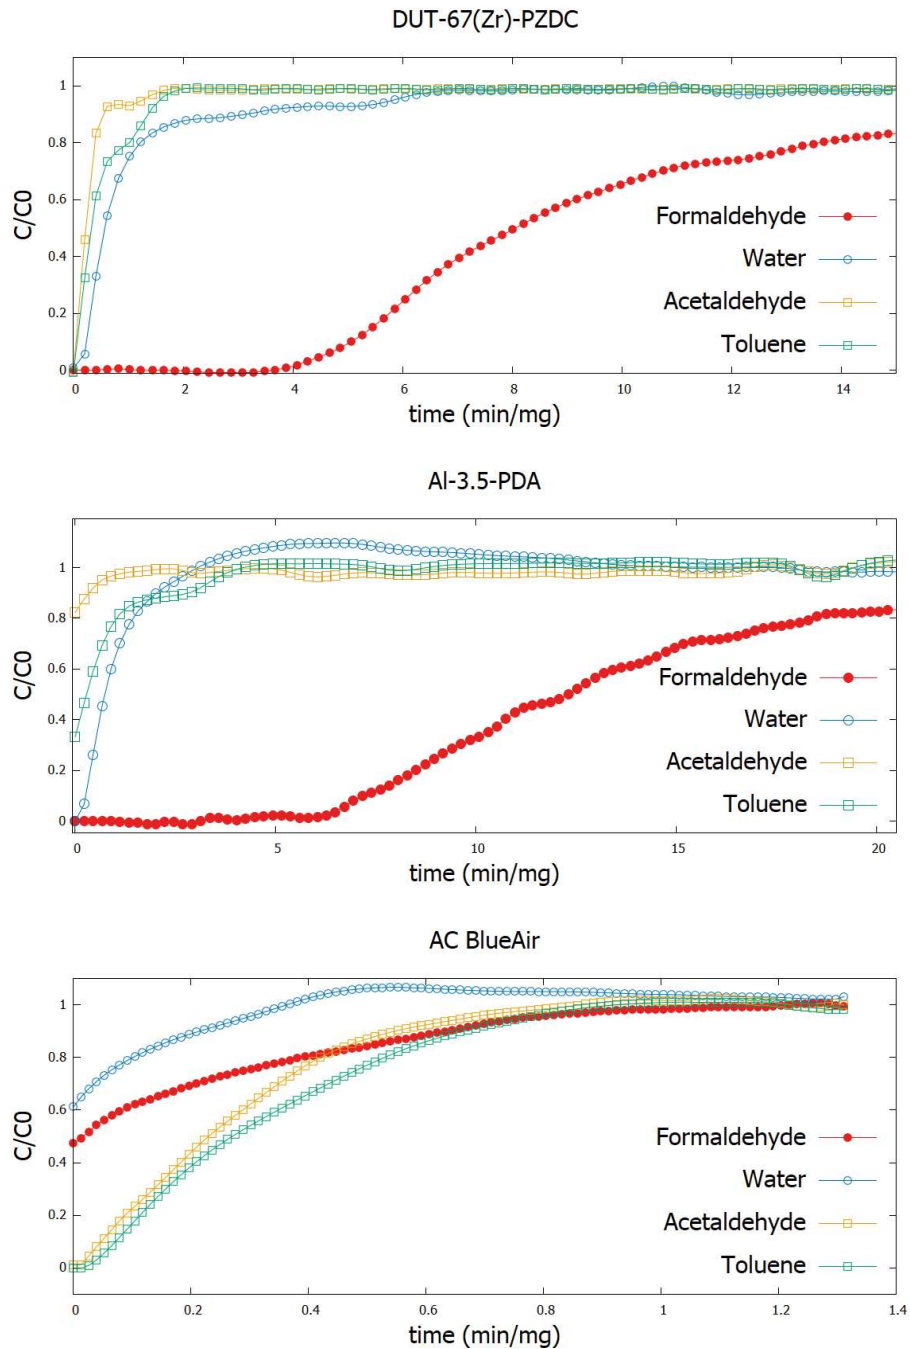 DUT-67(Zr)-PZDC
1
0.8
0.6
0.4
0.2
0
C/C0
Formaldehyde
Water
Acetaldehyde
Toluene
0 2 4 6 8 10 12 14
time (min/mg)
Al-3.5-PDA
1
0.8
0.6
0.4
0.2
0
C/C0
Formaldehyde
Water
Acetaldehyde
Toluene
0 5 10 15 20
time (min/mg)
AC BlueAir
1
0.8
0.6
0.4
0.2
0
C/C0
Formaldehyde
Water
Acetaldehyde
Toluene
0 0.2 0.4 0.6 0.8 1 1.2 1.4
time (min/mg)